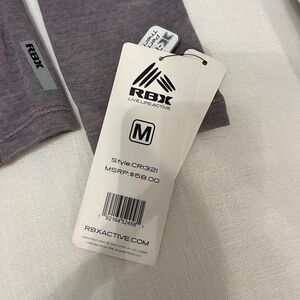 RBX
RBX
LIVE LIFE ACTIVE
M
Style:CR1321
MSRP:$58.00
RBXACTIVE.COM